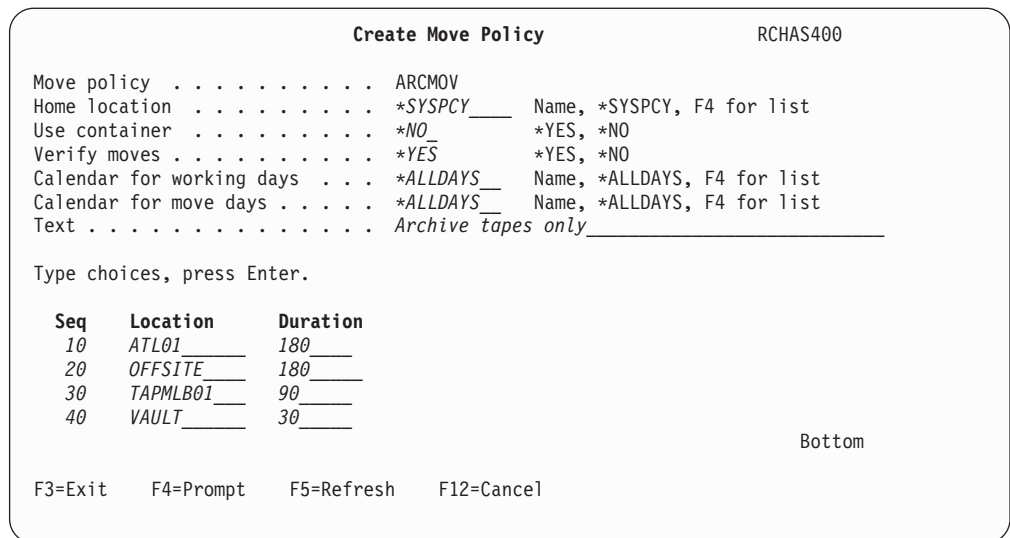 Create Move Policy RCHAS400
Move policy . . . . . . . . . . ARCMOV
Home location . . . . . . . . . *SYSPCY____ Name, *SYSPCY, F4 for list
Use container . . . . . . . . . *NO_ *YES, *NO
Verify moves . . . . . . . . . . *YES *YES, *NO
Calendar for working days . . . *ALLDAYS__ Name, *ALLDAYS, F4 for list
Calendar for move days . . . . . *ALLDAYS__ Name, *ALLDAYS, F4 for list
Text . . . . . . . . . . . . . . Archive tapes only____________________________
Type choices, press Enter.
Seq Location Duration
10 ATL01______ 180____
20 OFFSITE____ 180_____
30 TAPMLB01___ 90_____
40 VAULT______ 30_____
Bottom
F3=Exit F4=Prompt F5=Refresh F12=Cancel